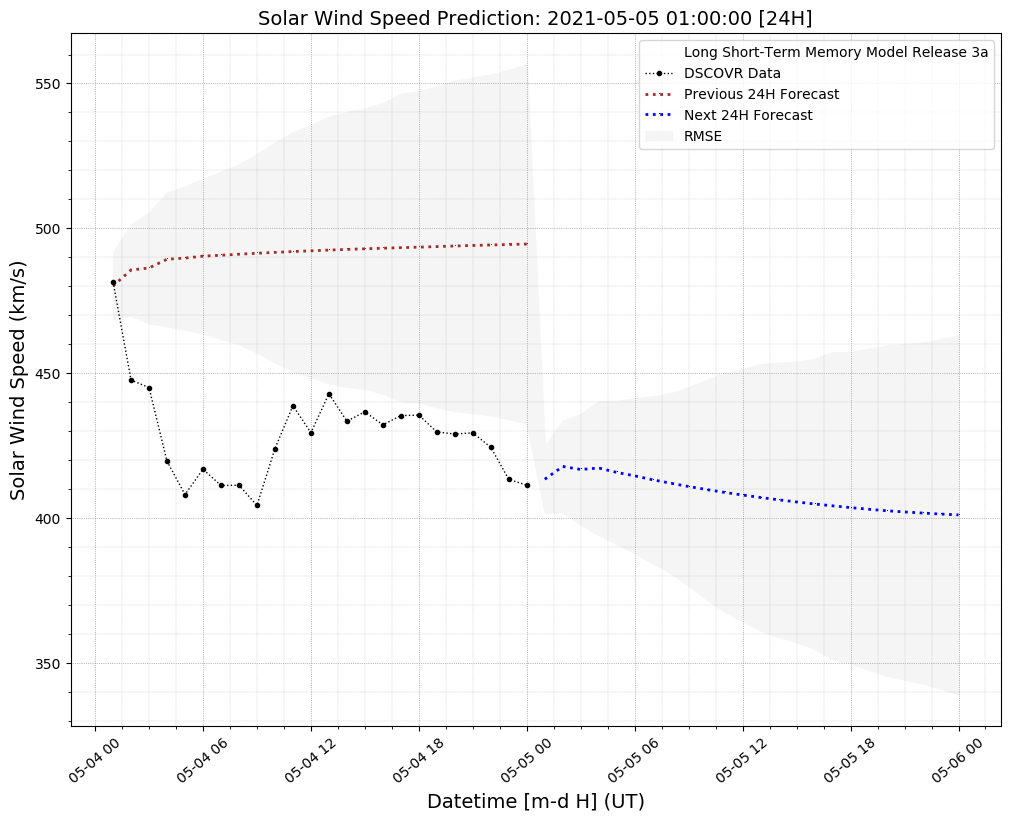 Solar Wind Speed Prediction: 2021-05-05 01:00:00 [24H]
Long Short-Term Memory Model Release 3a
DSCOVR Data
Previous 24H Forecast
Next 24H Forecast
RMSE
Solar Wind Speed (km/s)
550
500
450
400
350
05-04 00
05-04 06
05-04 12
05-04 18
05-05 00
05-05 06
05-05 12
05-05 18
05-06 00
Datetime [m-d H] (UT)